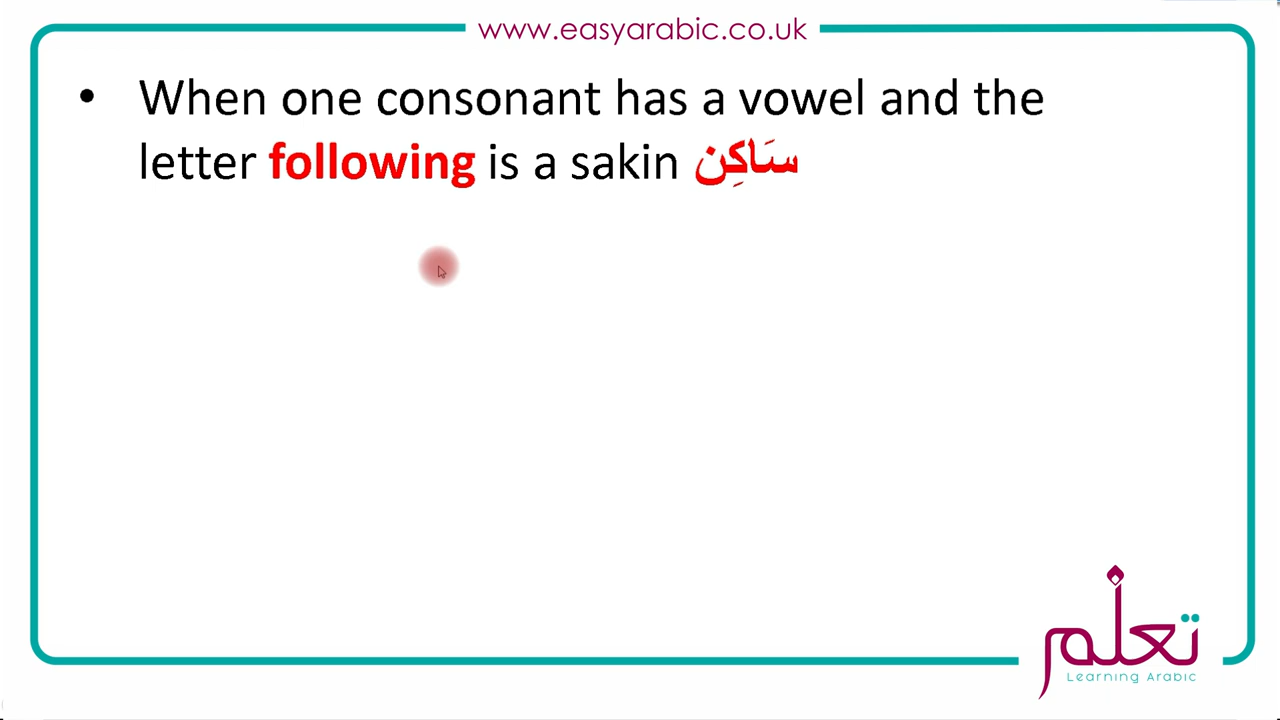 www.easyarabic.co.uk
• When one consonant has a vowel and the
letter following is a sakin سَاكِن
تعلم
Learning Arabic